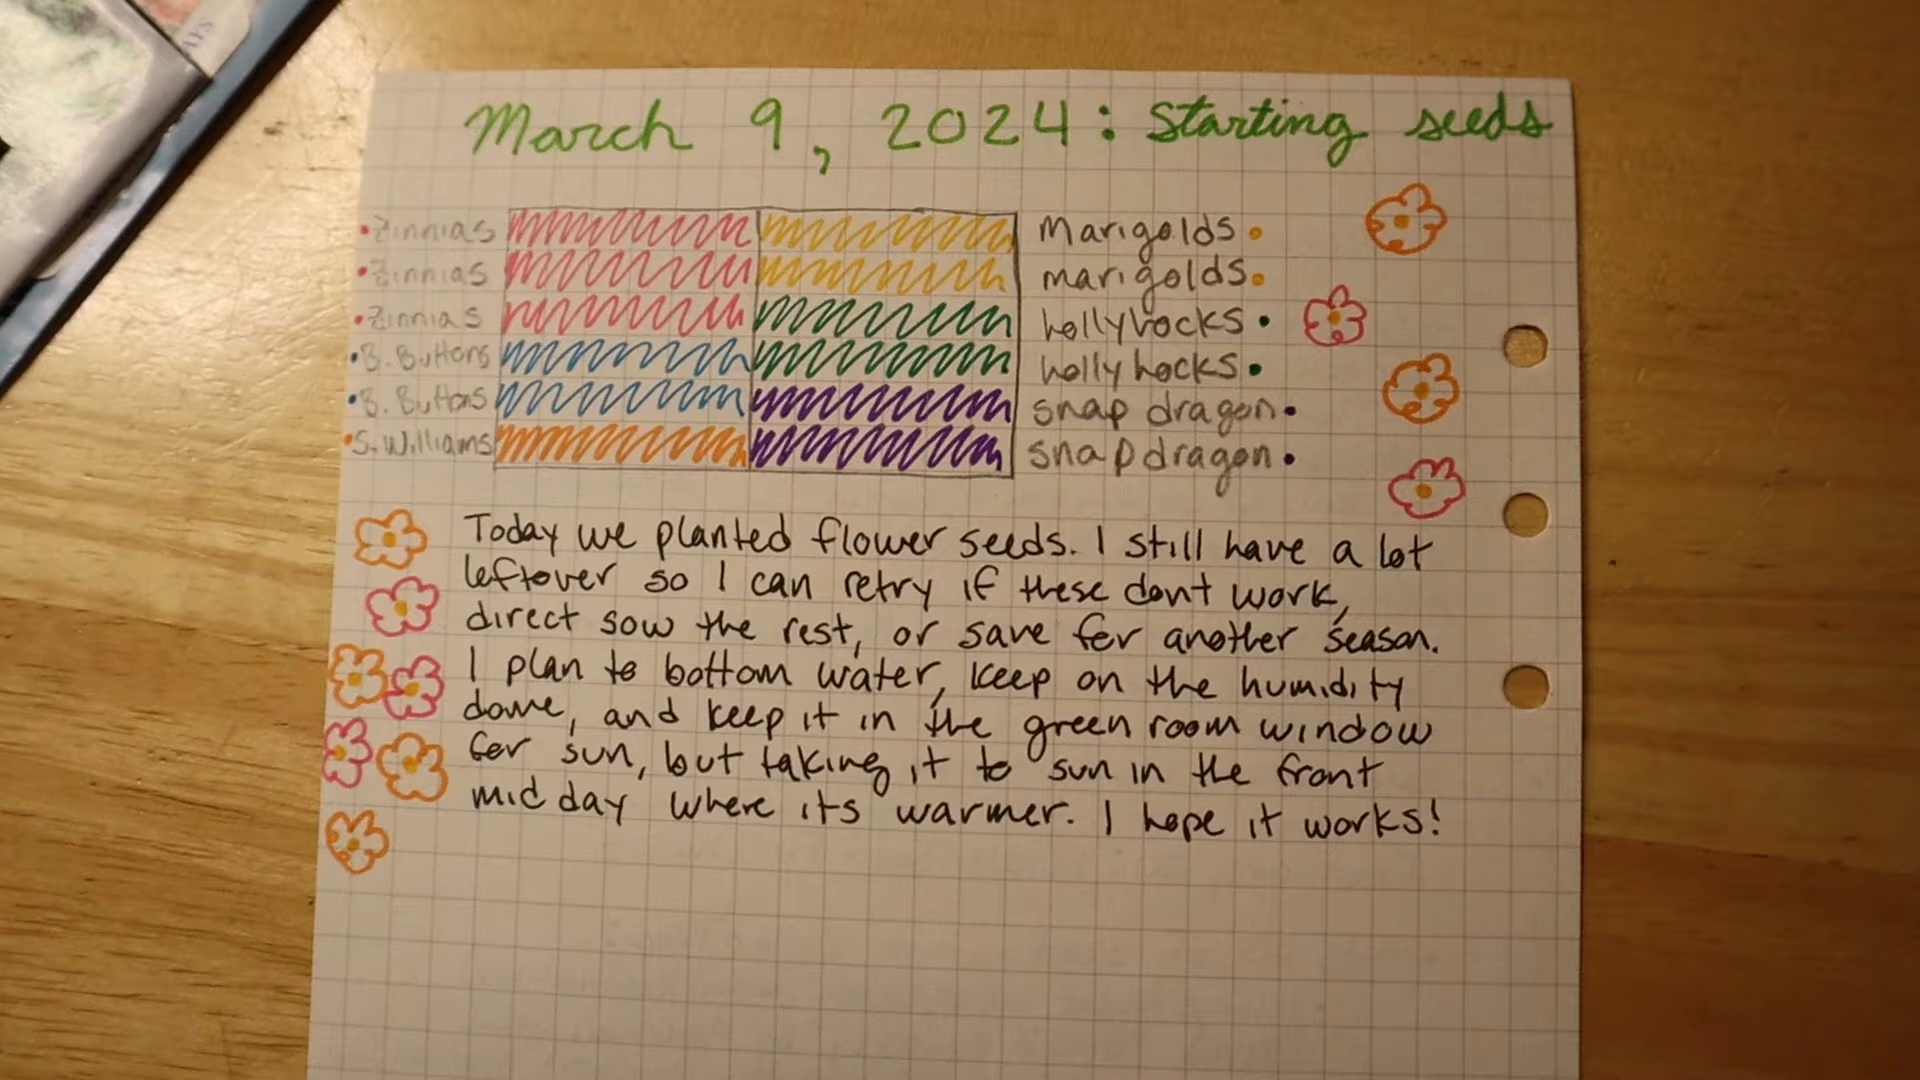 March 9, 2024: Starting seeds
Zinnias Marigolds
Zinnias marigolds
Zinnias hollyhocks
B. Buttons hollyhocks
B. Buttons snap dragon
S. Williams snapdragon
Today we planted flower seeds. I still have a lot
leftover so I can retry if these dont work,
direct sow the rest, or save for another season.
I plan to bottom water, keep on the humidity
dome, and keep it in the green room window
for sun, but taking it to sun in the front
mid day where its warmer. I hope it works!